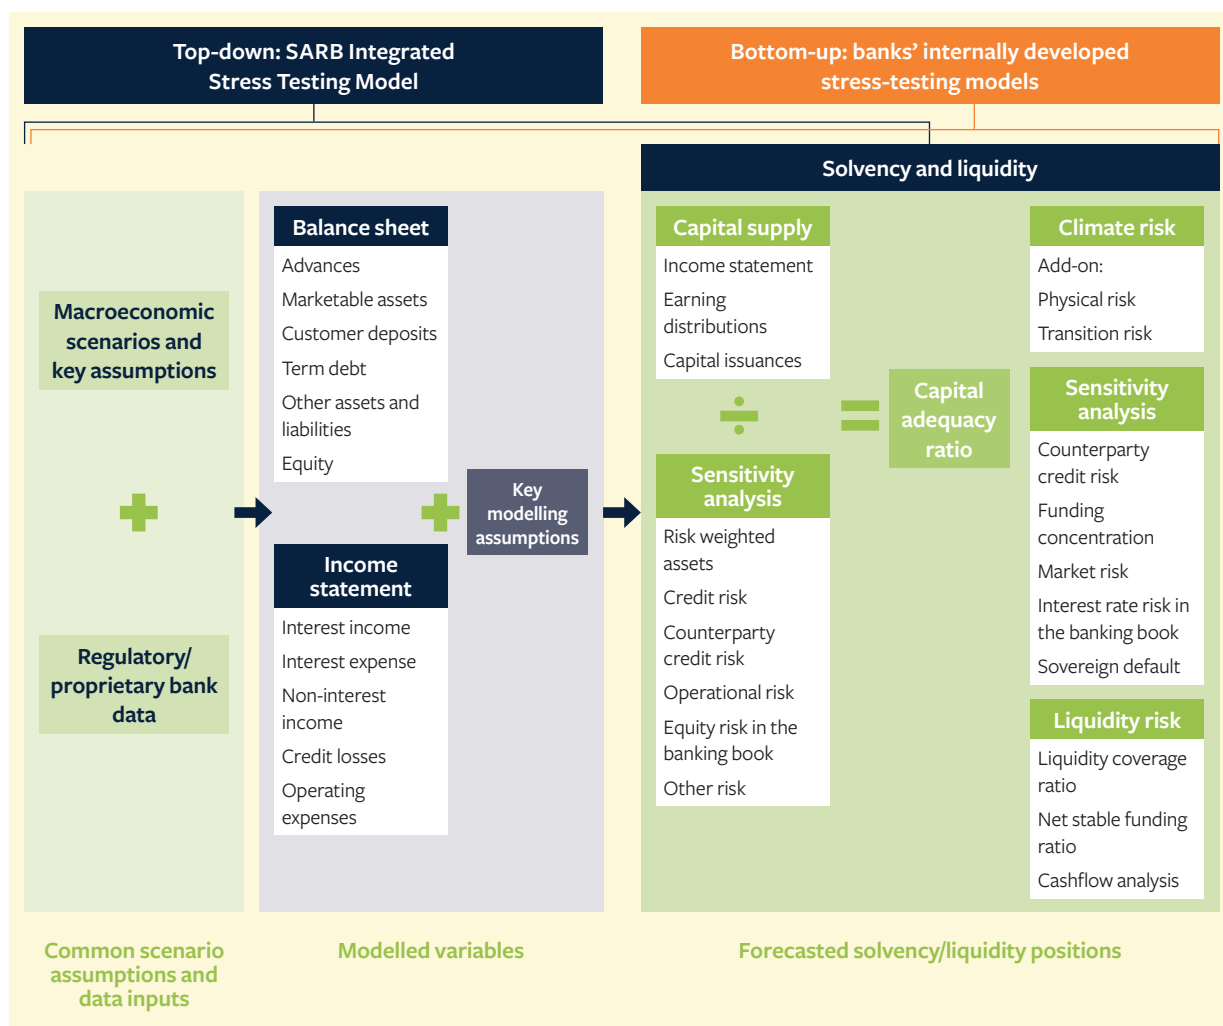 Top-down: SARB Integrated
Stress Testing Model
Bottom-up: banks’ internally developed
stress-testing models
Macroeconomic
scenarios and
key assumptions
Regulatory/
proprietary bank
data
Common scenario
assumptions and
data inputs
Balance sheet
Advances
Marketable assets
Customer deposits
Term debt
Other assets and
liabilities
Equity
Key
modelling
assumptions
Income
statement
Interest income
Interest expense
Non-interest
income
Credit losses
Operating
expenses
Modelled variables
Solvency and liquidity
Capital supply
Income statement
Earning
distributions
Capital issuances
÷
Sensitivity
analysis
Risk weighted
assets
Credit risk
Counterparty
credit risk
Operational risk
Equity risk in the
banking book
Other risk
=
Capital
adequacy
ratio
Climate risk
Add-on:
Physical risk
Transition risk
Sensitivity
analysis
Counterparty
credit risk
Funding
concentration
Market risk
Interest rate risk in
the banking book
Sovereign default
Liquidity risk
Liquidity coverage
ratio
Net stable funding
ratio
Cashflow analysis
Forecasted solvency/liquidity positions